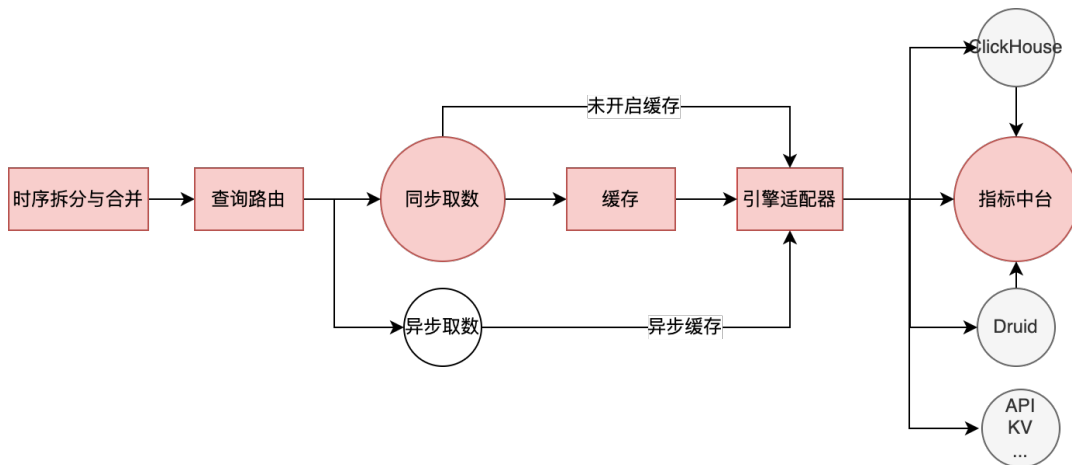 ClickHouse
未开启缓存
时序拆分与合并
查询路由
同步取数
缓存
引擎适配器
指标中台
异步取数
异步缓存
Druid
API
KV
...